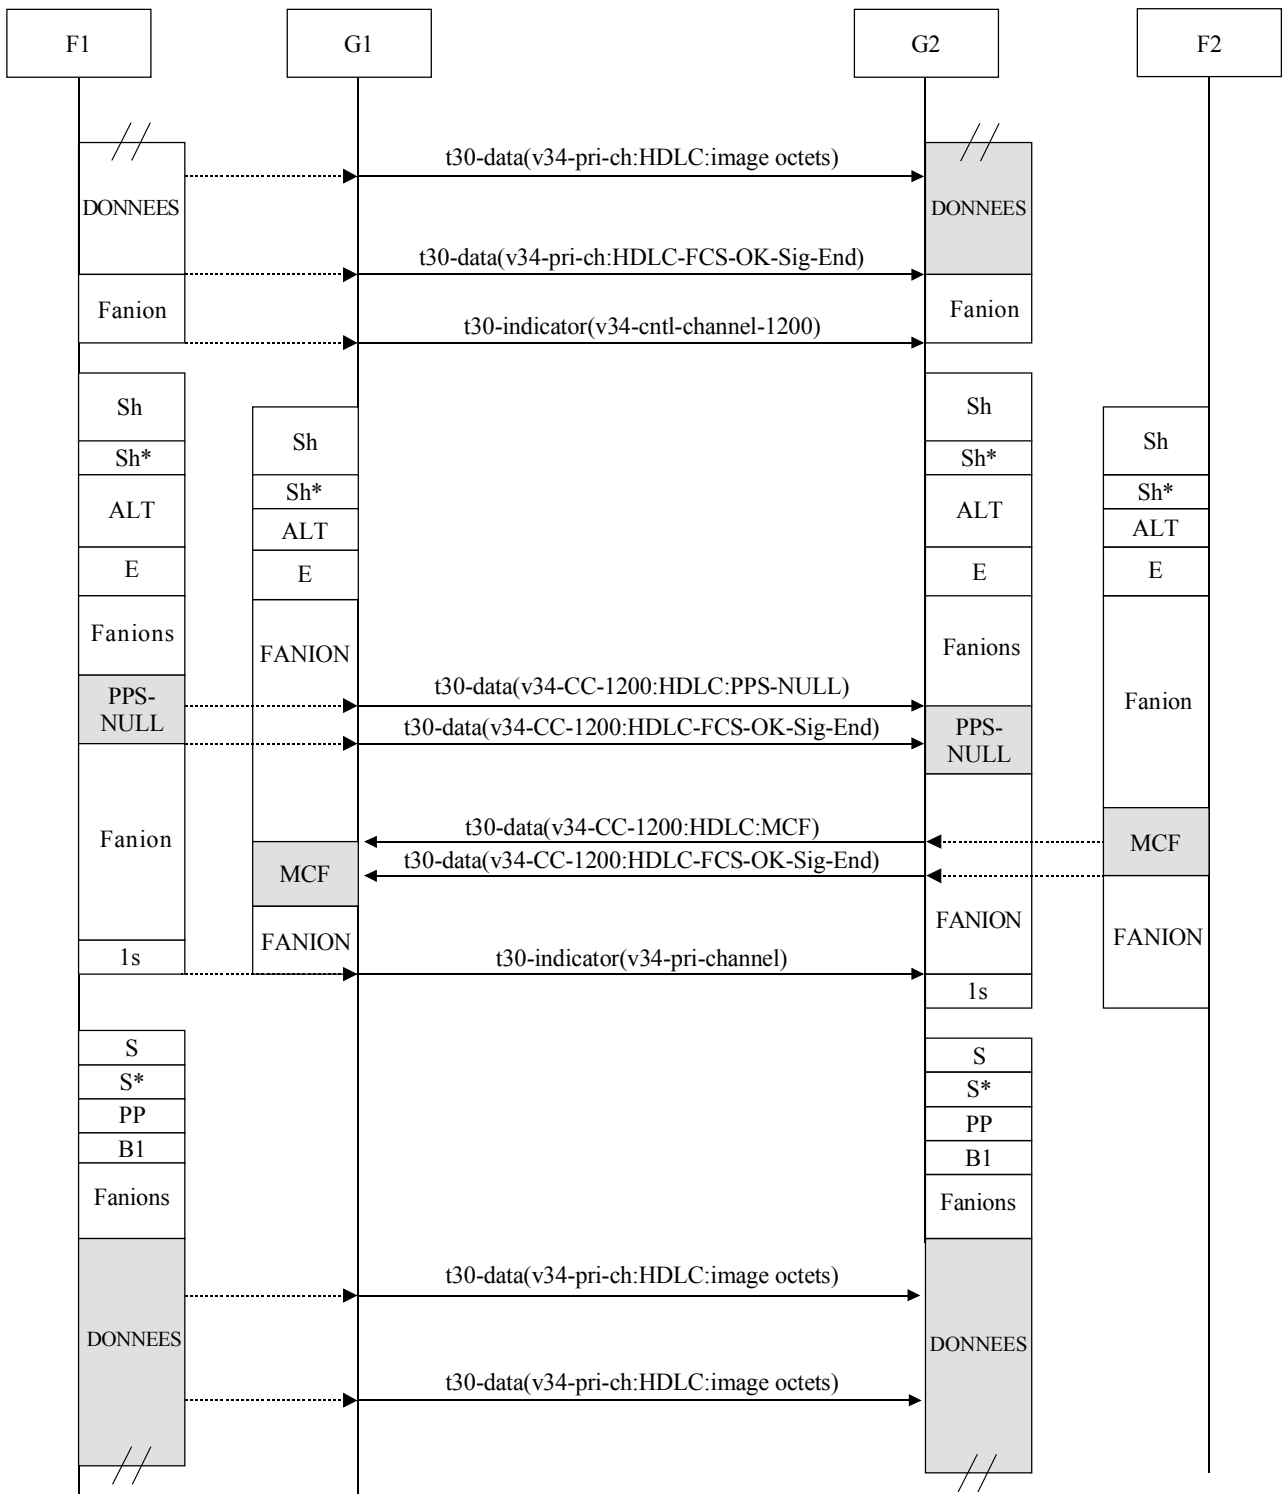 F1
G1
G2
F2
t30-data(v34-pri-ch:HDLC:image octets)
DONNEES
DONNEES
t30-data(v34-pri-ch:HDLC-FCS-OK-Sig-End)
Fanion
Fanion
t30-indicator(v34-cntl-channel-1200)
Sh
Sh
Sh
Sh
Sh*
Sh*
Sh*
Sh*
ALT
ALT
ALT
ALT
E
E
E
E
Fanions
FANION
Fanions
Fanion
t30-data(v34-CC-1200:HDLC:PPS-NULL)
PPS-
NULL
t30-data(v34-CC-1200:HDLC-FCS-OK-Sig-End)
PPS-
NULL
t30-data(v34-CC-1200:HDLC:MCF)
Fanion
MCF
t30-data(v34-CC-1200:HDLC-FCS-OK-Sig-End)
MCF
FANION
FANION
FANION
1s
t30-indicator(v34-pri-channel)
1s
S
S
S*
S*
PP
PP
B1
B1
Fanions
Fanions
t30-data(v34-pri-ch:HDLC:image octets)
DONNEES
DONNEES
t30-data(v34-pri-ch:HDLC:image octets)